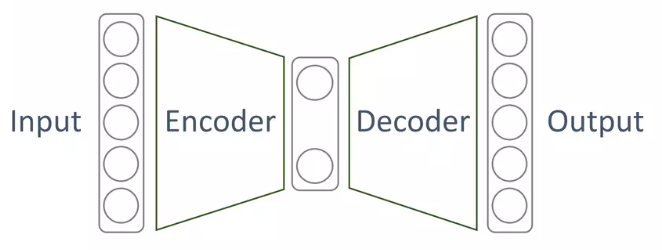 Input
Encoder
Decoder
Output